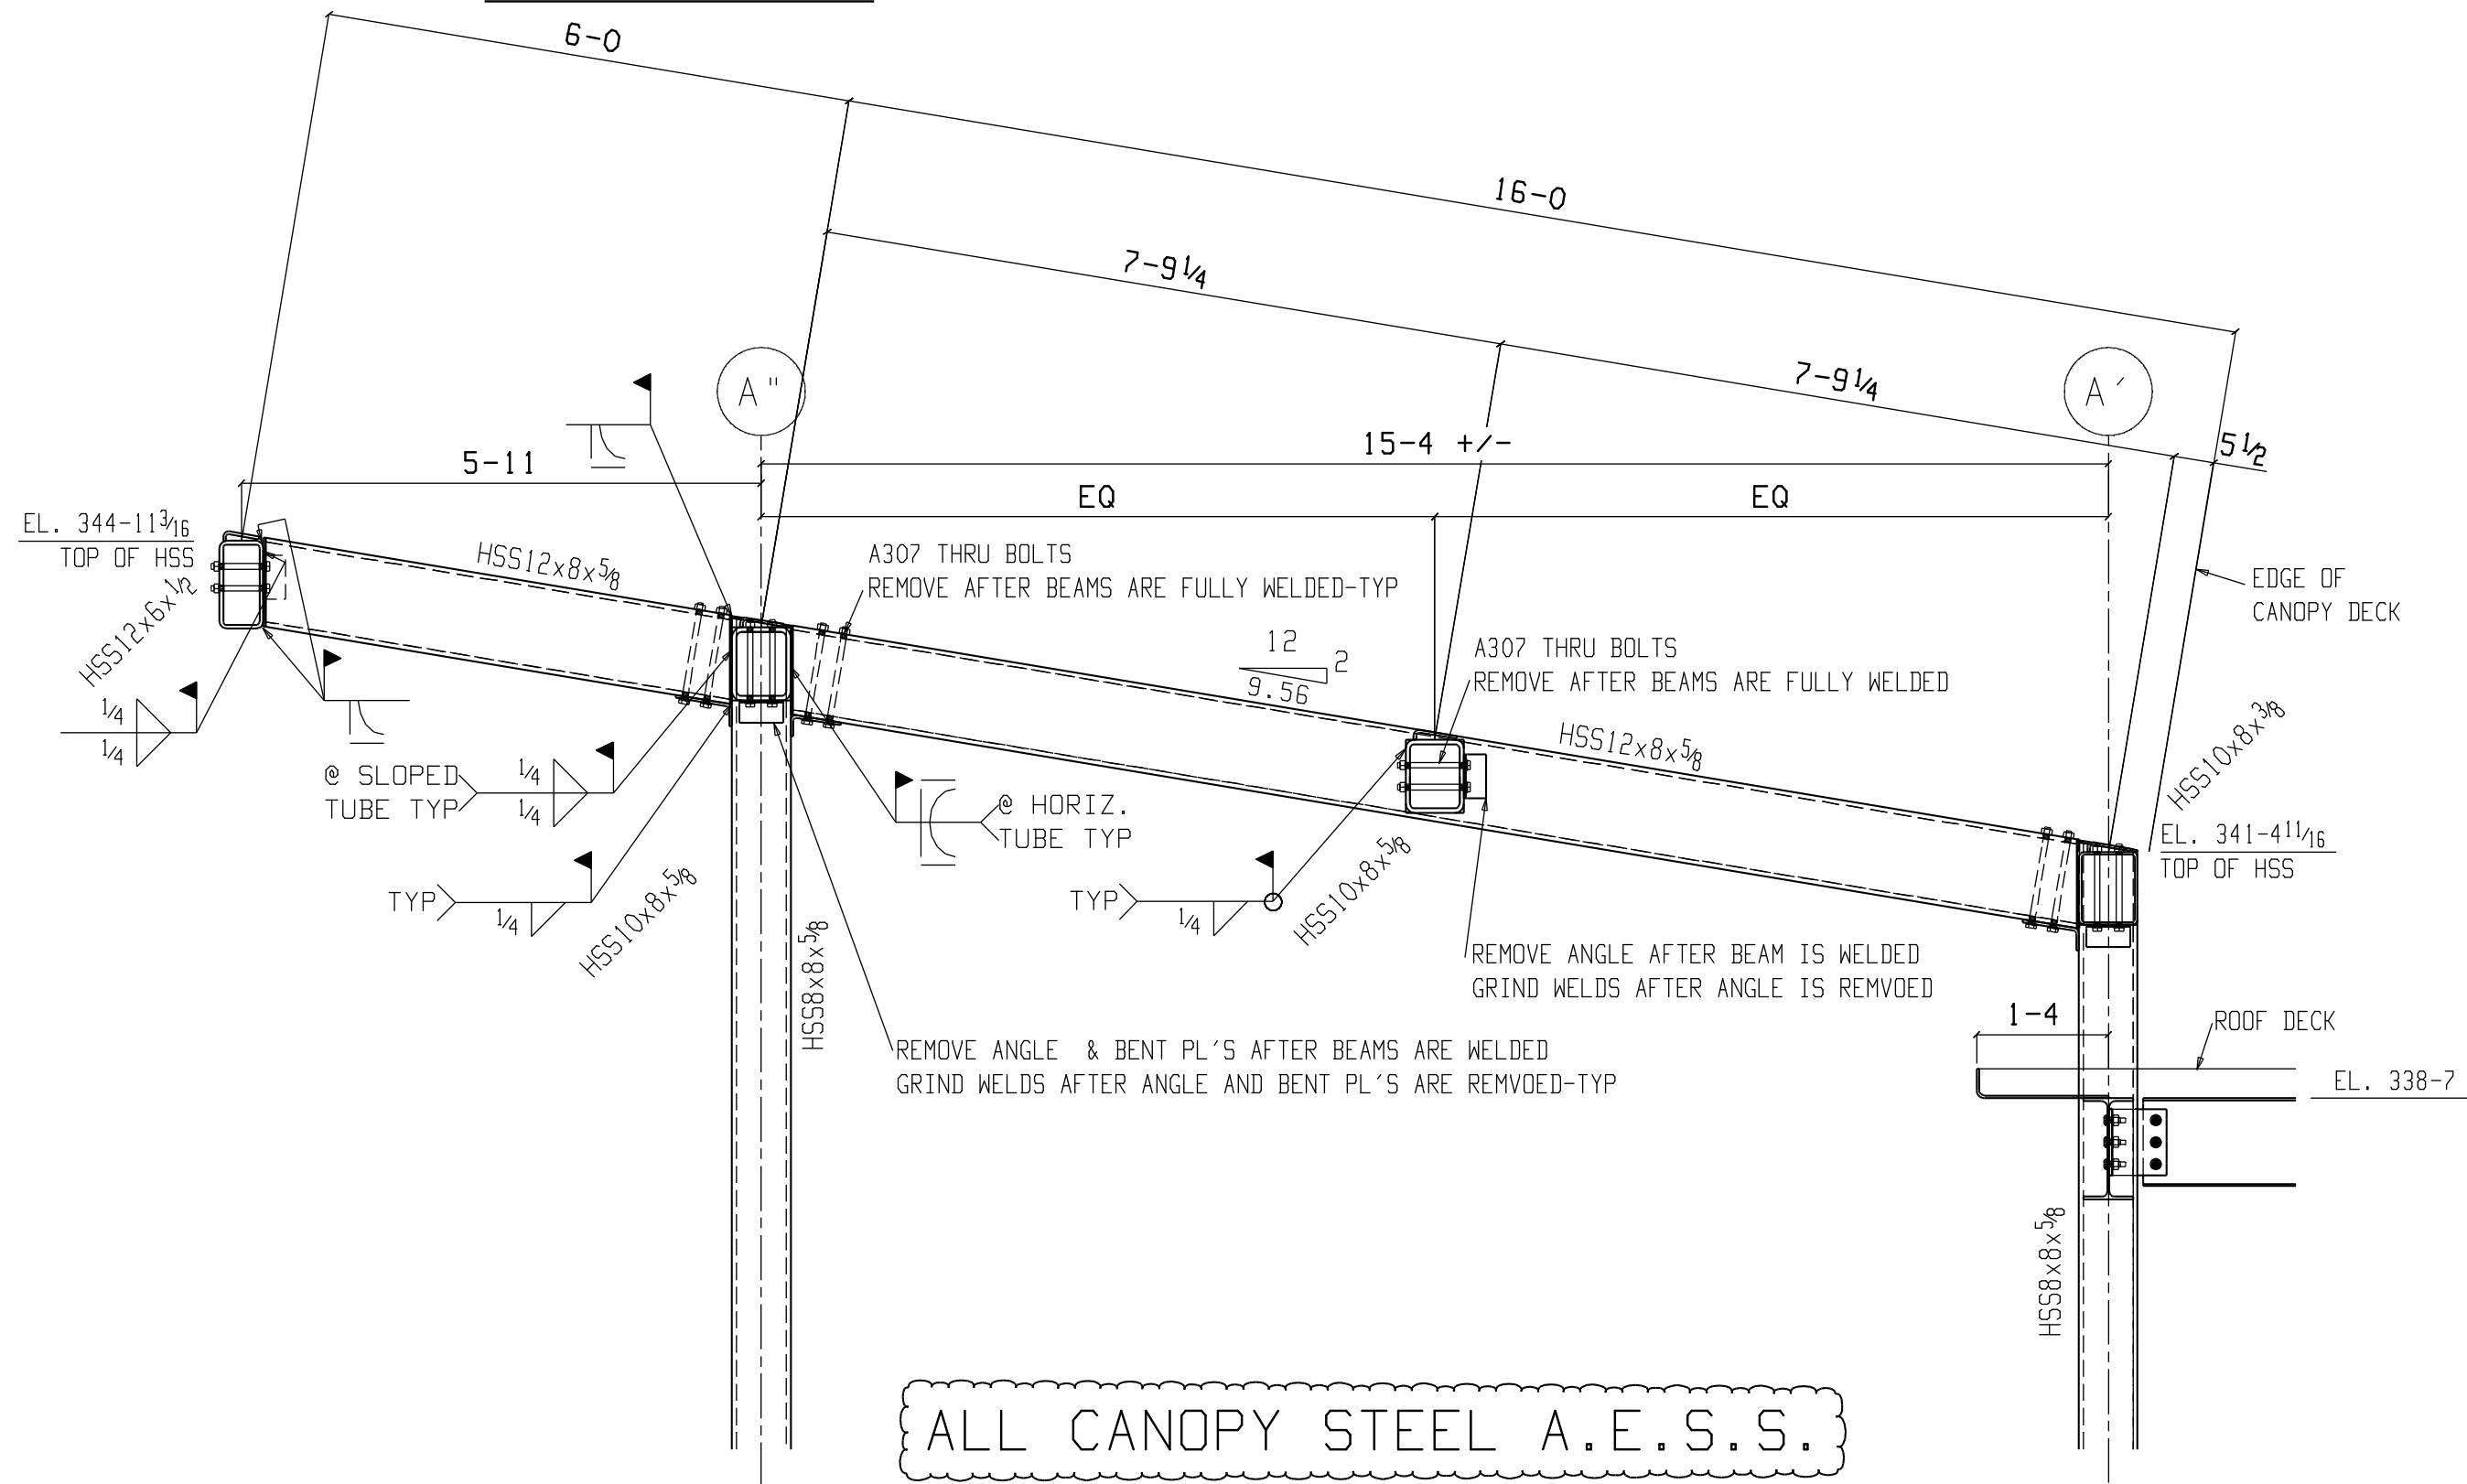 6-0
16-0
7-9 1/4
7-9 1/4
A"
A'
5-11
15-4 +/-
5 1/2
EQ
EQ
EL. 344-11 3/16
TOP OF HSS
HSS12x6x1/2
HSS12x8x5/8
A307 THRU BOLTS
REMOVE AFTER BEAMS ARE FULLY WELDED-TYP
12
2
9.56
A307 THRU BOLTS
REMOVE AFTER BEAMS ARE FULLY WELDED
EDGE OF
CANOPY DECK
HSS12x8x5/8
HSS10x8x3/8
EL. 341-4 11/16
TOP OF HSS
1/4
1/4
@ SLOPED
TUBE TYP
1/4
1/4
@ HORIZ.
TUBE TYP
TYP
1/4
HSS10x8x5/8
HSS8x8x5/8
TYP
1/4
HSS10x8x5/8
REMOVE ANGLE AFTER BEAM IS WELDED
GRIND WELDS AFTER ANGLE IS REMVOED
REMOVE ANGLE & BENT PL'S AFTER BEAMS ARE WELDED
GRIND WELDS AFTER ANGLE AND BENT PL'S ARE REMVOED-TYP
1-4
ROOF DECK
EL. 338-7
HSS8x8x5/8
ALL CANOPY STEEL A.E.S.S.